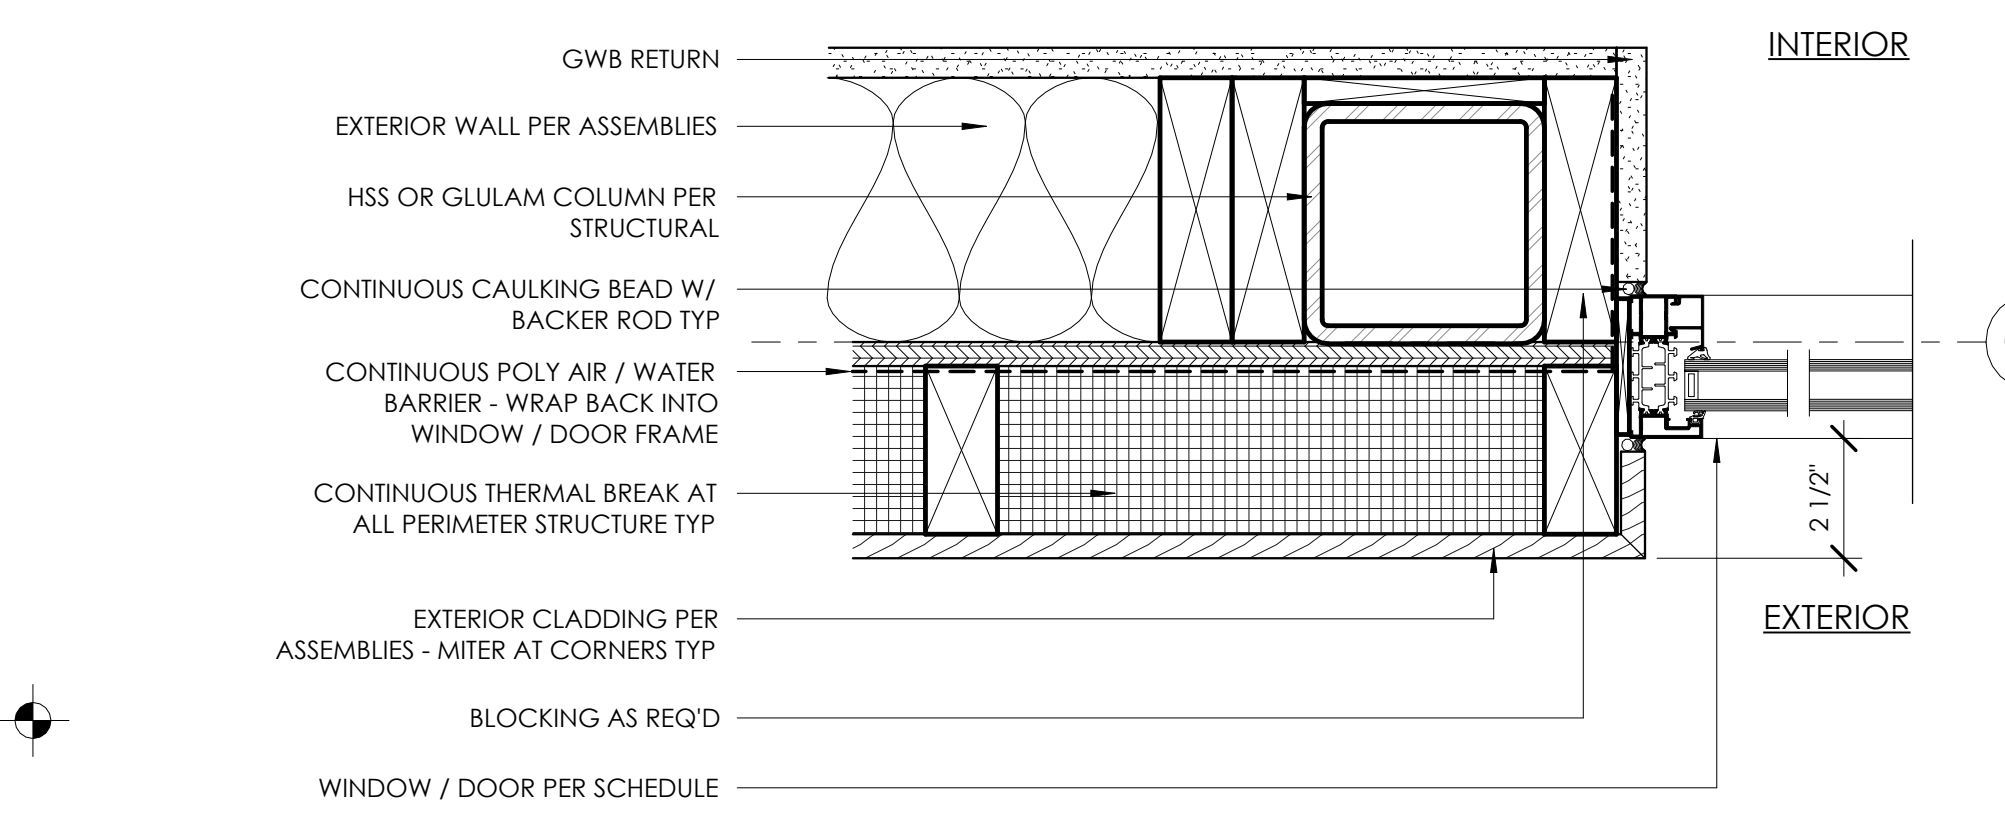 GWB RETURN
INTERIOR
EXTERIOR WALL PER ASSEMBLIES
HSS OR GLULAM COLUMN PER
STRUCTURAL
CONTINUOUS CAULKING BEAD W/
BACKER ROD TYP
CONTINUOUS POLY AIR / WATER
BARRIER - WRAP BACK INTO
WINDOW / DOOR FRAME
CONTINUOUS THERMAL BREAK AT
ALL PERIMETER STRUCTURE TYP
2 1/2"
EXTERIOR CLADDING PER
ASSEMBLIES - MITER AT CORNERS TYP
EXTERIOR
BLOCKING AS REQ'D
WINDOW / DOOR PER SCHEDULE